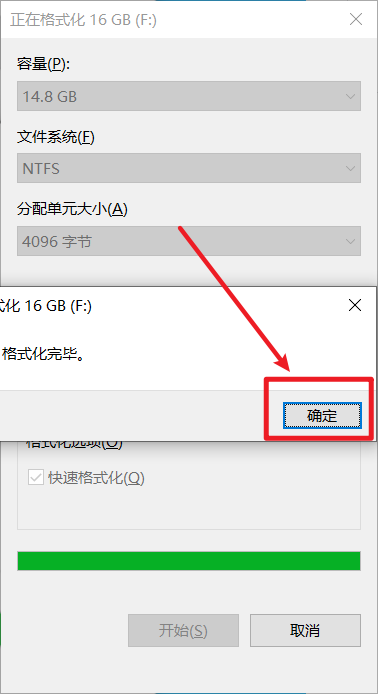 正在格式化 16 GB (F:)
容量(P):
14.8 GB
文件系统(F)
NTFS
分配单元大小(A)
4096 字节
化 16 GB (F:)
格式化完毕。
确定
格式化选项(O)
快速格式化(Q)
开始(S)
取消